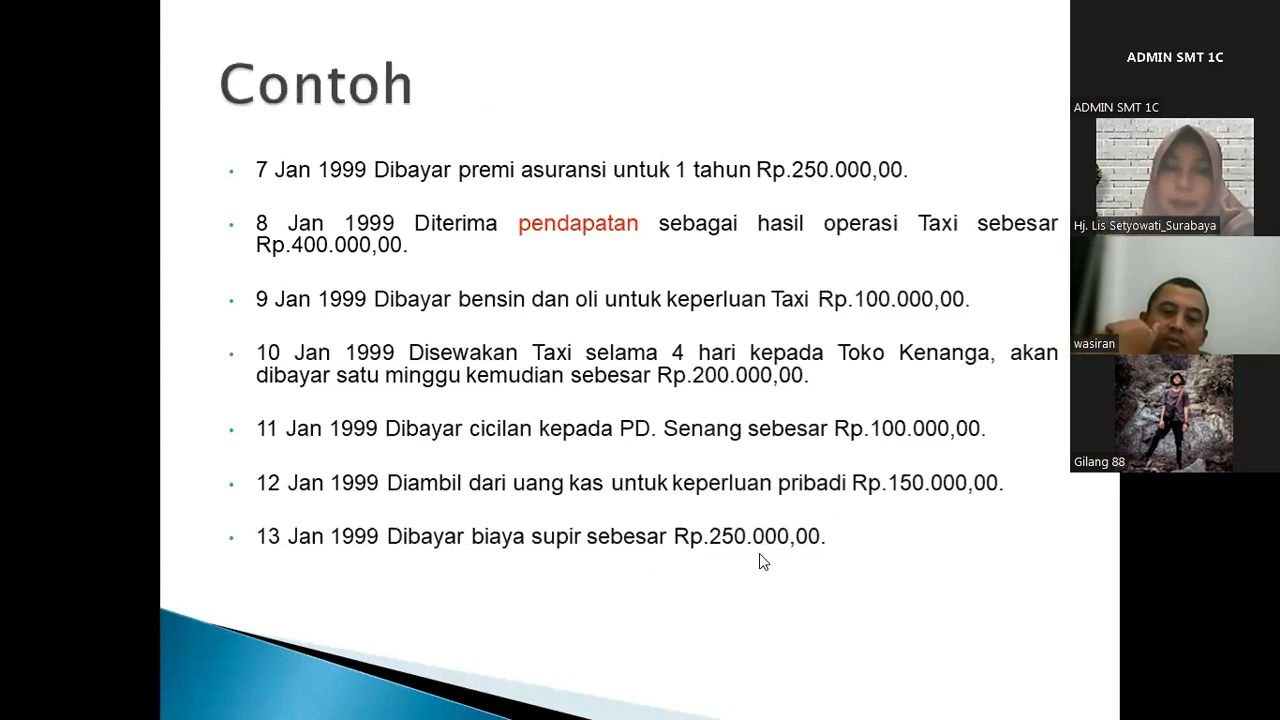 Contoh
7 Jan 1999 Dibayar premi asuransi untuk 1 tahun Rp.250.000,00.
8 Jan 1999 Diterima pendapatan sebagai hasil operasi Taxi sebesar
Rp.400.000,00.
9 Jan 1999 Dibayar bensin dan oli untuk keperluan Taxi Rp.100.000,00.
10 Jan 1999 Disewakan Taxi selama 4 hari kepada Toko Kenanga, akan
dibayar satu minggu kemudian sebesar Rp.200.000,00.
11 Jan 1999 Dibayar cicilan kepada PD. Senang sebesar Rp.100.000,00.
12 Jan 1999 Diambil dari uang kas untuk keperluan pribadi Rp.150.000,00.
13 Jan 1999 Dibayar biaya supir sebesar Rp.250.000,00.
ADMIN SMT 1C
ADMIN SMT 1C
Hj. Lis Setyowati_Surabaya
wasiran
Gilang 88